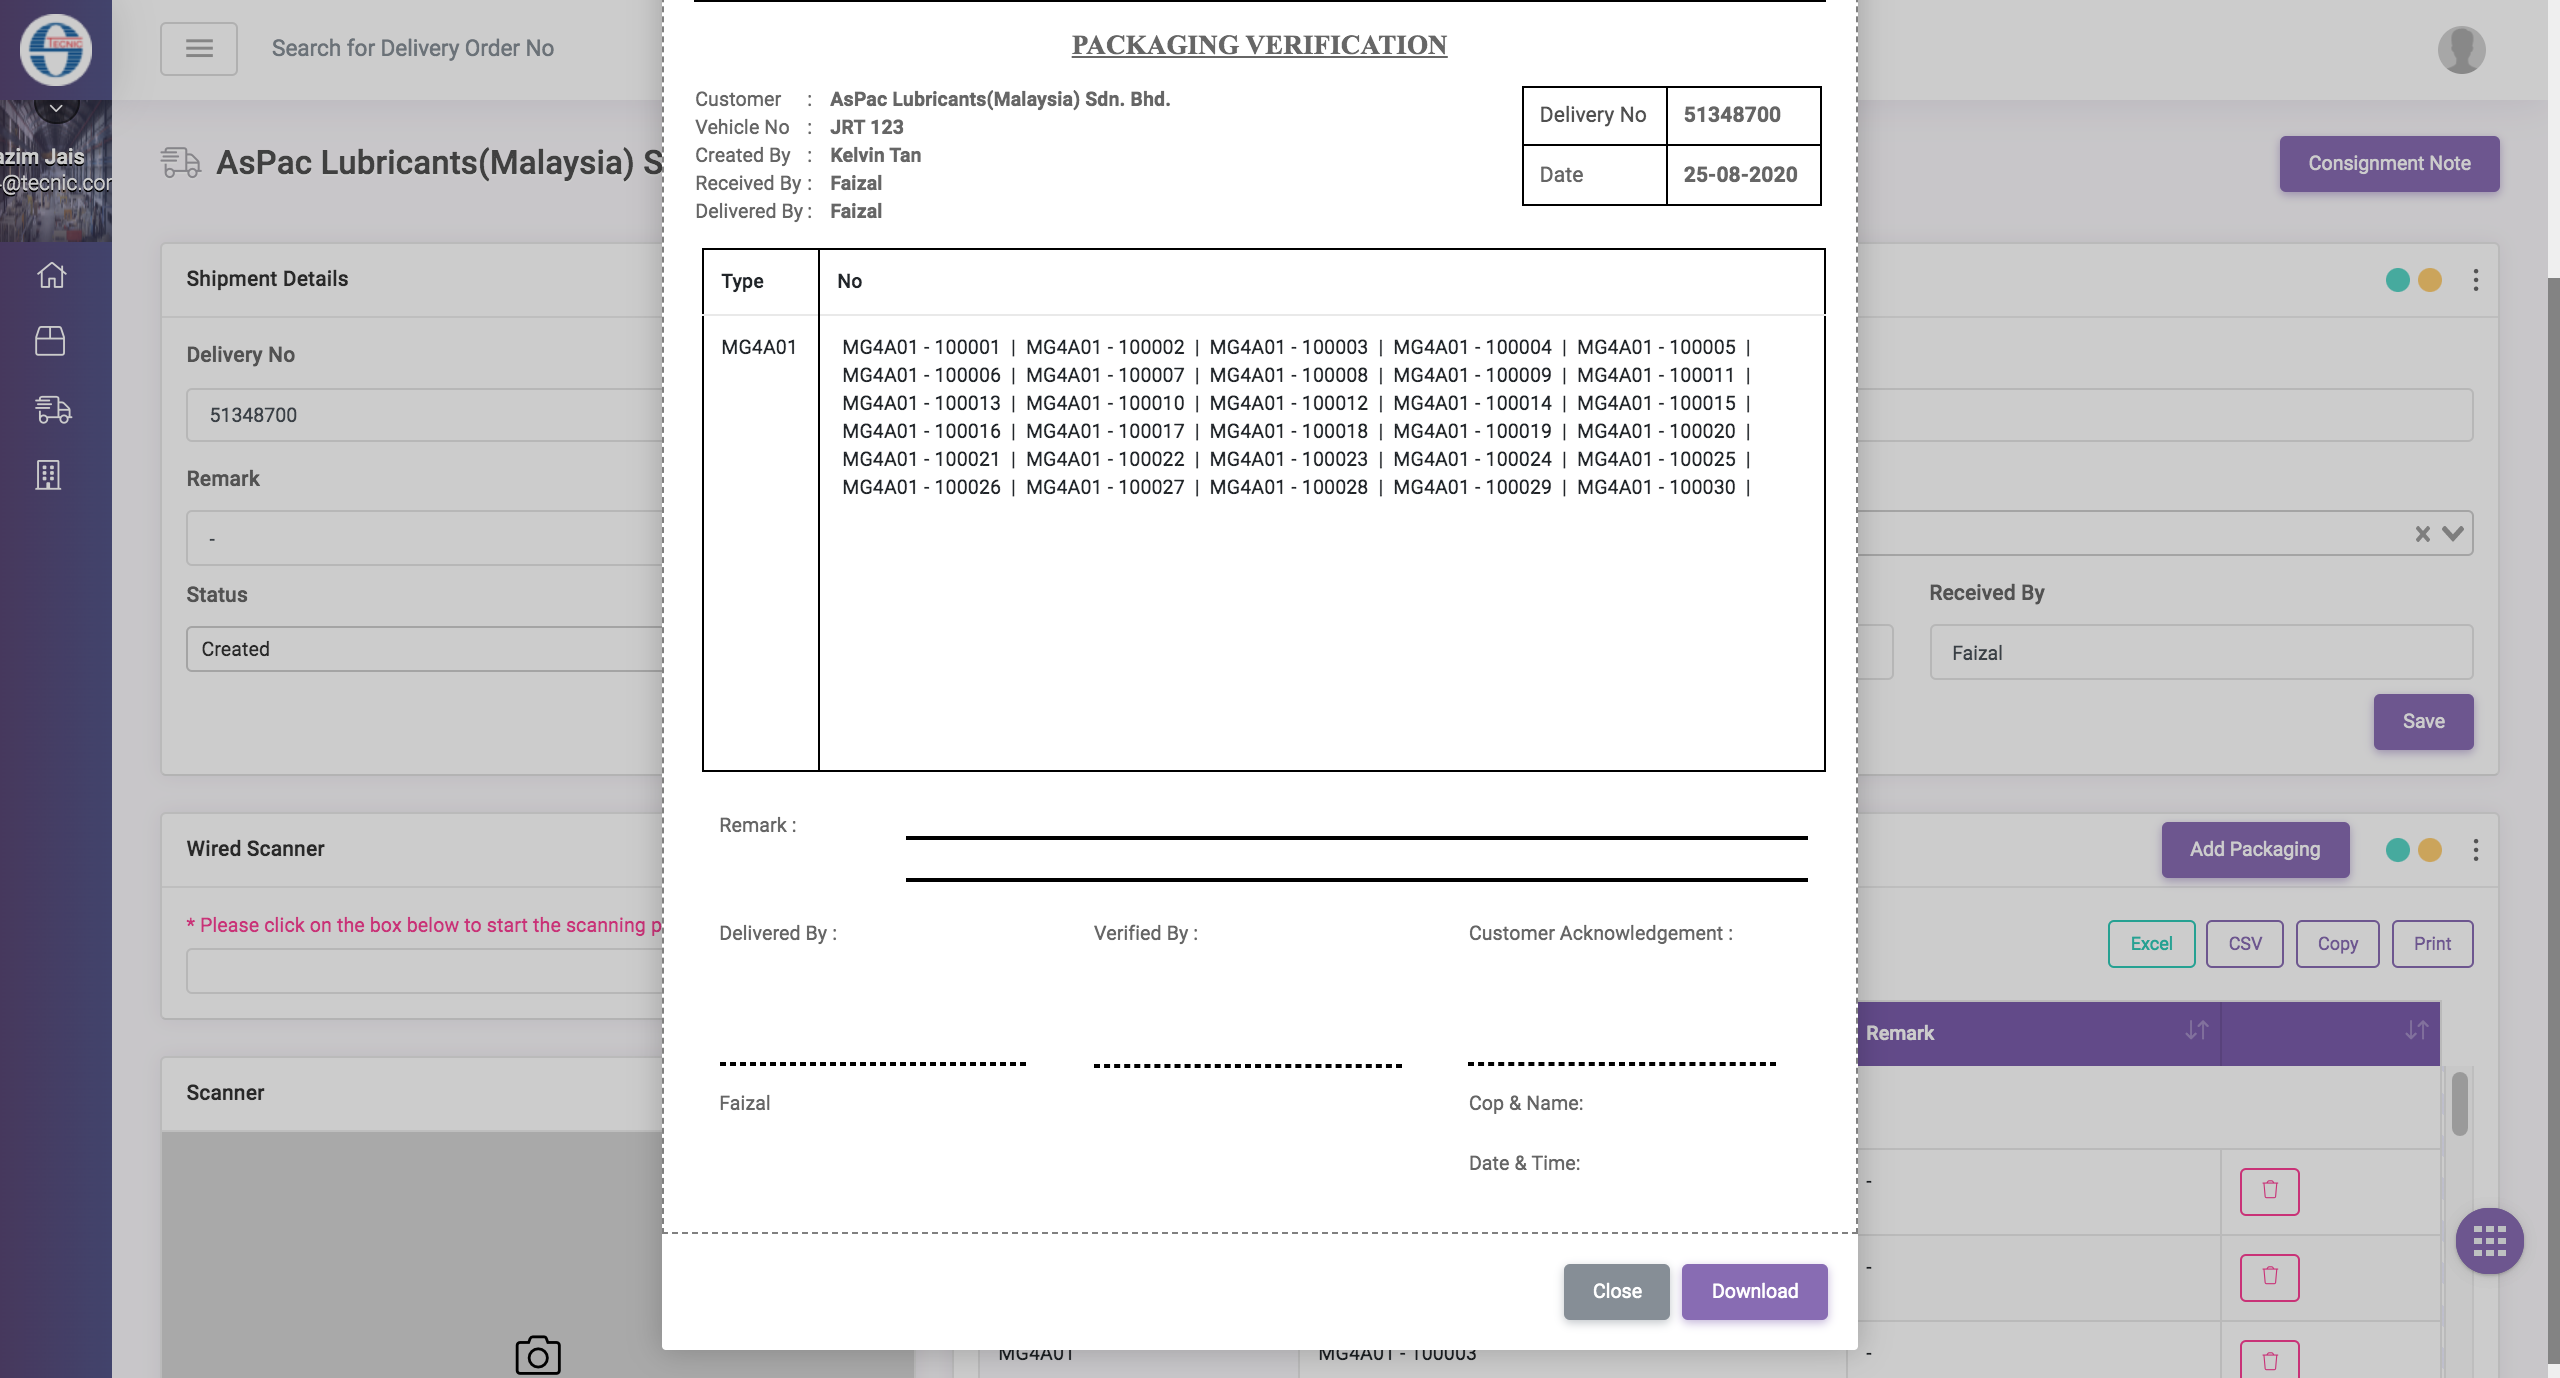 TECNIC
Search for Delivery Order No
azim Jais
@tecnic.cor
AsPac Lubricants(Malaysia) S
Consignment Note
Shipment Details
Delivery No
51348700
Remark
-
Status
Created
Received By
Faizal
Save
Wired Scanner
* Please click on the box below to start the scanning p
Scanner
Add Packaging
Excel
CSV
Copy
Print
Remark
-
-
MG4A01
MG4A01 - 100003
-
PACKAGING VERIFICATION
Customer : AsPac Lubricants(Malaysia) Sdn. Bhd.
Vehicle No : JRT 123
Created By : Kelvin Tan
Received By : Faizal
Delivered By : Faizal
Delivery No 51348700
Date 25-08-2020
Type No
MG4A01 MG4A01 - 100001 | MG4A01 - 100002 | MG4A01 - 100003 | MG4A01 - 100004 | MG4A01 - 100005 |
MG4A01 - 100006 | MG4A01 - 100007 | MG4A01 - 100008 | MG4A01 - 100009 | MG4A01 - 100011 |
MG4A01 - 100013 | MG4A01 - 100010 | MG4A01 - 100012 | MG4A01 - 100014 | MG4A01 - 100015 |
MG4A01 - 100016 | MG4A01 - 100017 | MG4A01 - 100018 | MG4A01 - 100019 | MG4A01 - 100020 |
MG4A01 - 100021 | MG4A01 - 100022 | MG4A01 - 100023 | MG4A01 - 100024 | MG4A01 - 100025 |
MG4A01 - 100026 | MG4A01 - 100027 | MG4A01 - 100028 | MG4A01 - 100029 | MG4A01 - 100030 |
Remark :
Delivered By : Verified By : Customer Acknowledgement :
Faizal
Cop & Name:
Date & Time:
Close
Download